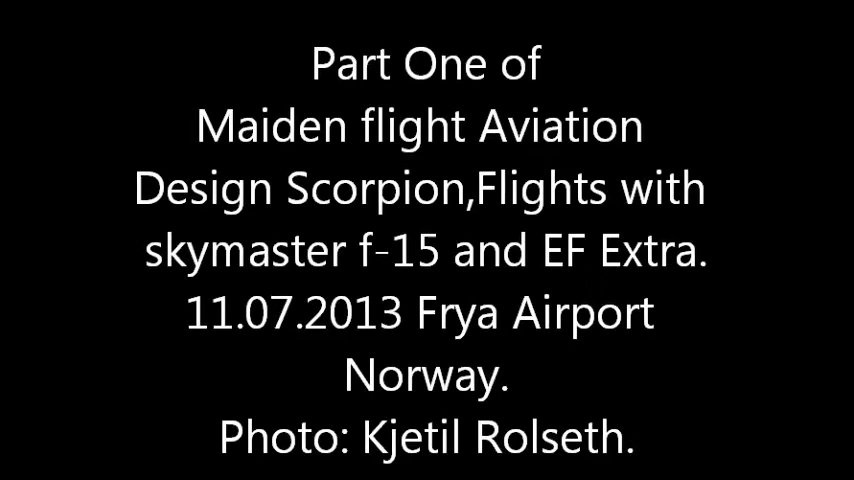 Part One of
Maiden flight Aviation
Design Scorpion,Flights with
skymaster f-15 and EF Extra.
11.07.2013 Frya Airport
Norway.
Photo: Kjetil Rolseth.